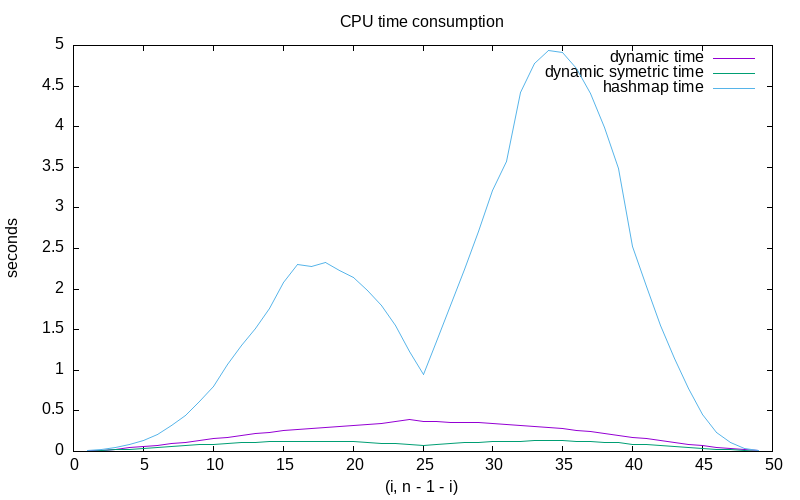 CPU time consumption
dynamic time
dynamic symetric time
hashmap time
5
4.5
4
3.5
3
2.5
2
1.5
1
0.5
0
seconds
0 5 10 15 20 25 30 35 40 45 50
(i, n - 1 - i)